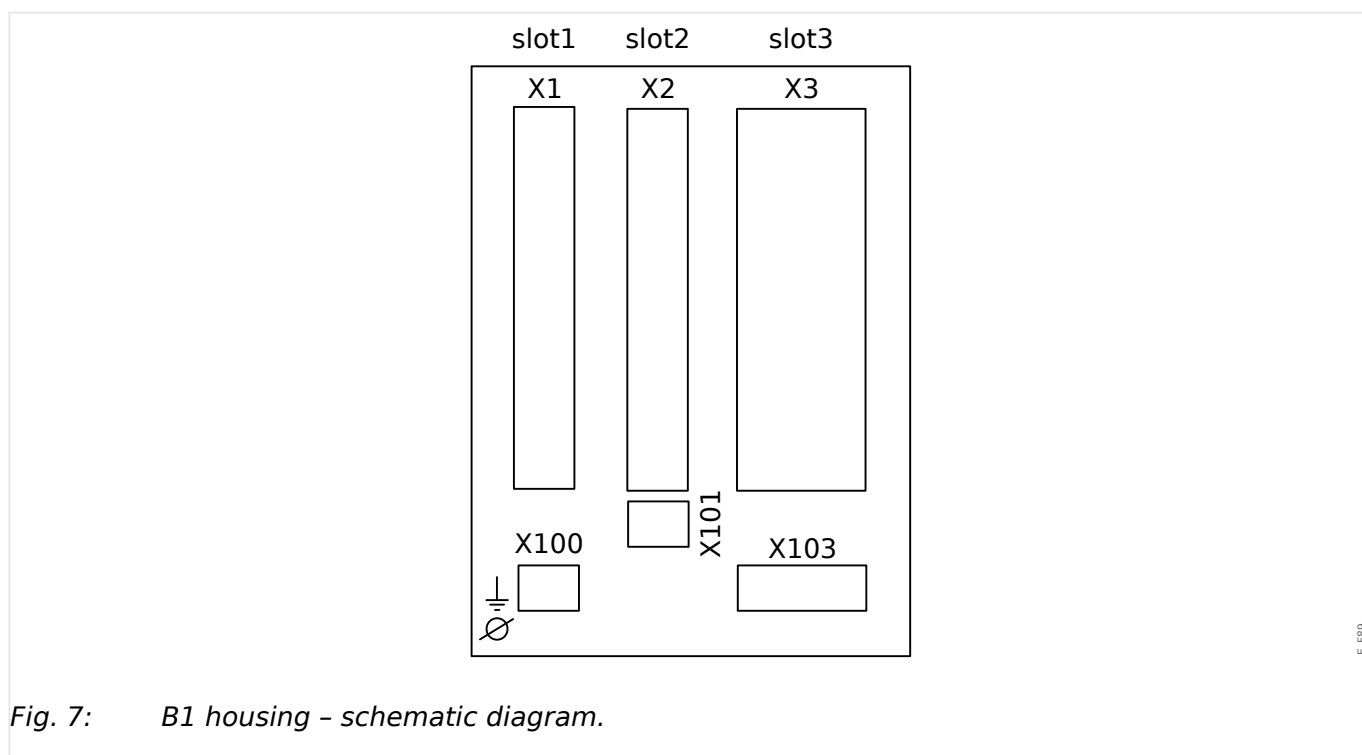 slot1 slot2 slot3
X1 X2 X3
X101
X100 X103
Fig. 7: B1 housing – schematic diagram.